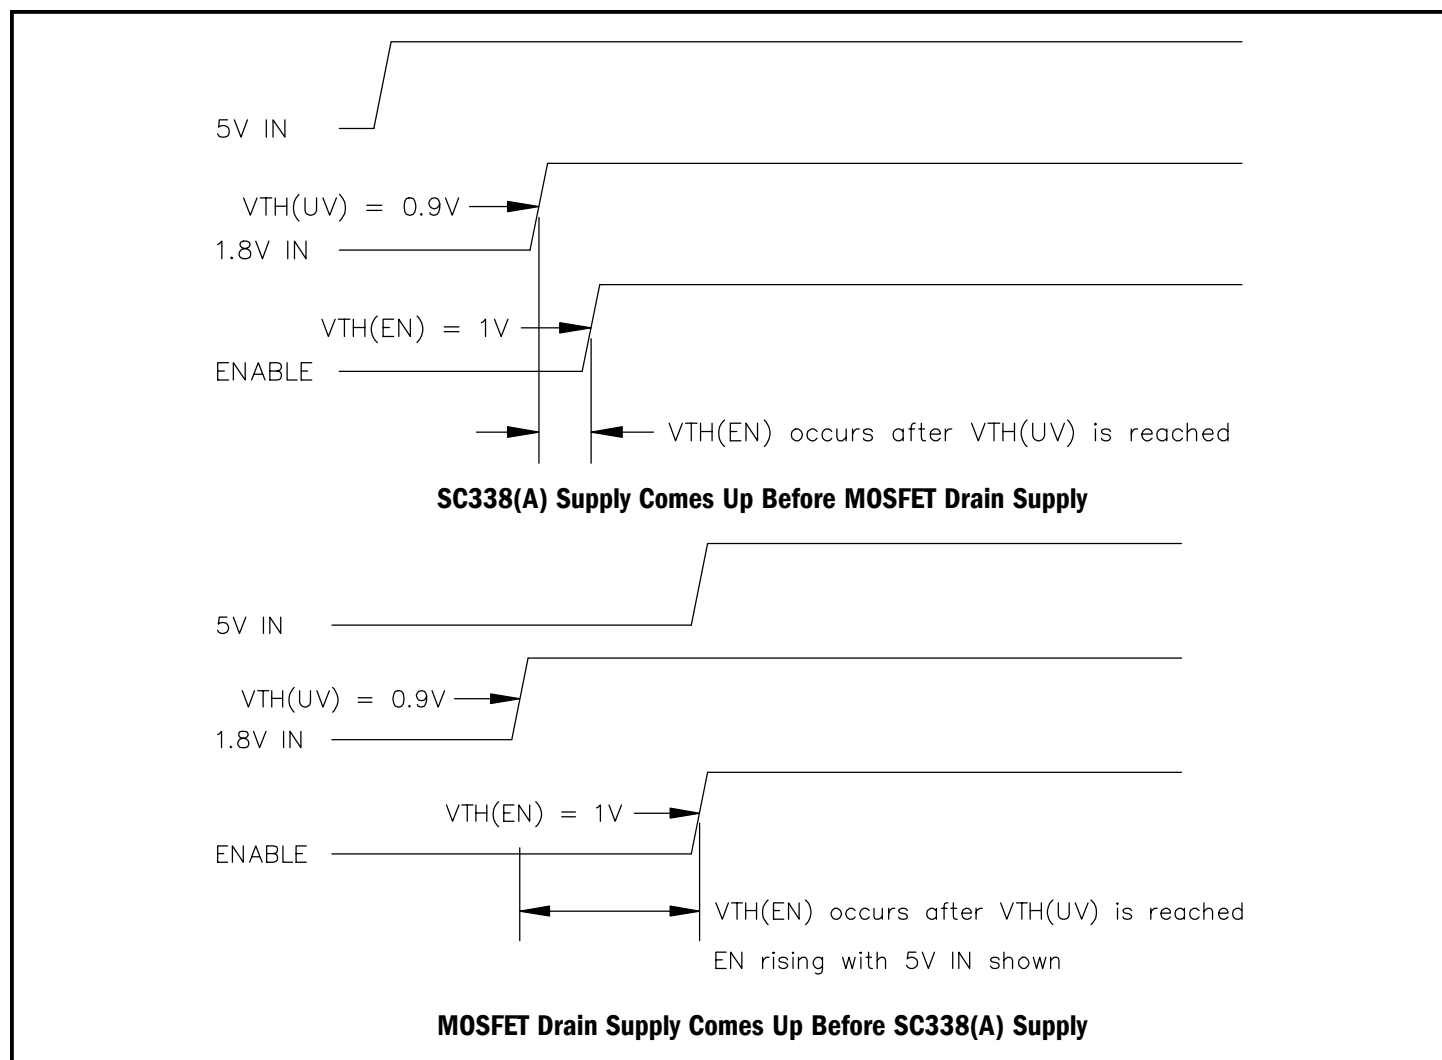 5V IN
VTH(UV) = 0.9V
1.8V IN
VTH(EN) = 1V
ENABLE
VTH(EN) occurs after VTH(UV) is reached
SC338(A) Supply Comes Up Before MOSFET Drain Supply
5V IN
VTH(UV) = 0.9V
1.8V IN
VTH(EN) = 1V
ENABLE
VTH(EN) occurs after VTH(UV) is reached
EN rising with 5V IN shown
MOSFET Drain Supply Comes Up Before SC338(A) Supply